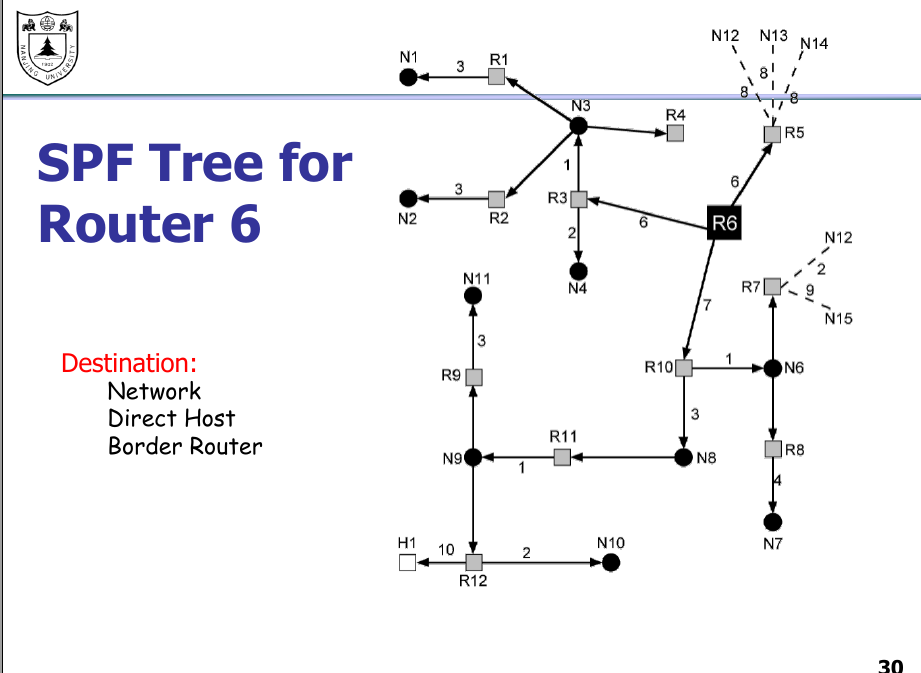 NANJING UNIVERSITY
1902
SPF Tree for
Router 6
Destination:
Network
Direct Host
Border Router
N12
N13
N14
8
8
8
R5
N1
3
R1
N3
R4
1
6
N2
3
R2
R3
6
R6
2
N4
N12
2
R7
9
N15
N11
7
3
R9
R10
1
N6
3
N9
1
R11
N8
R8
4
N7
H1
10
R12
2
N10
30